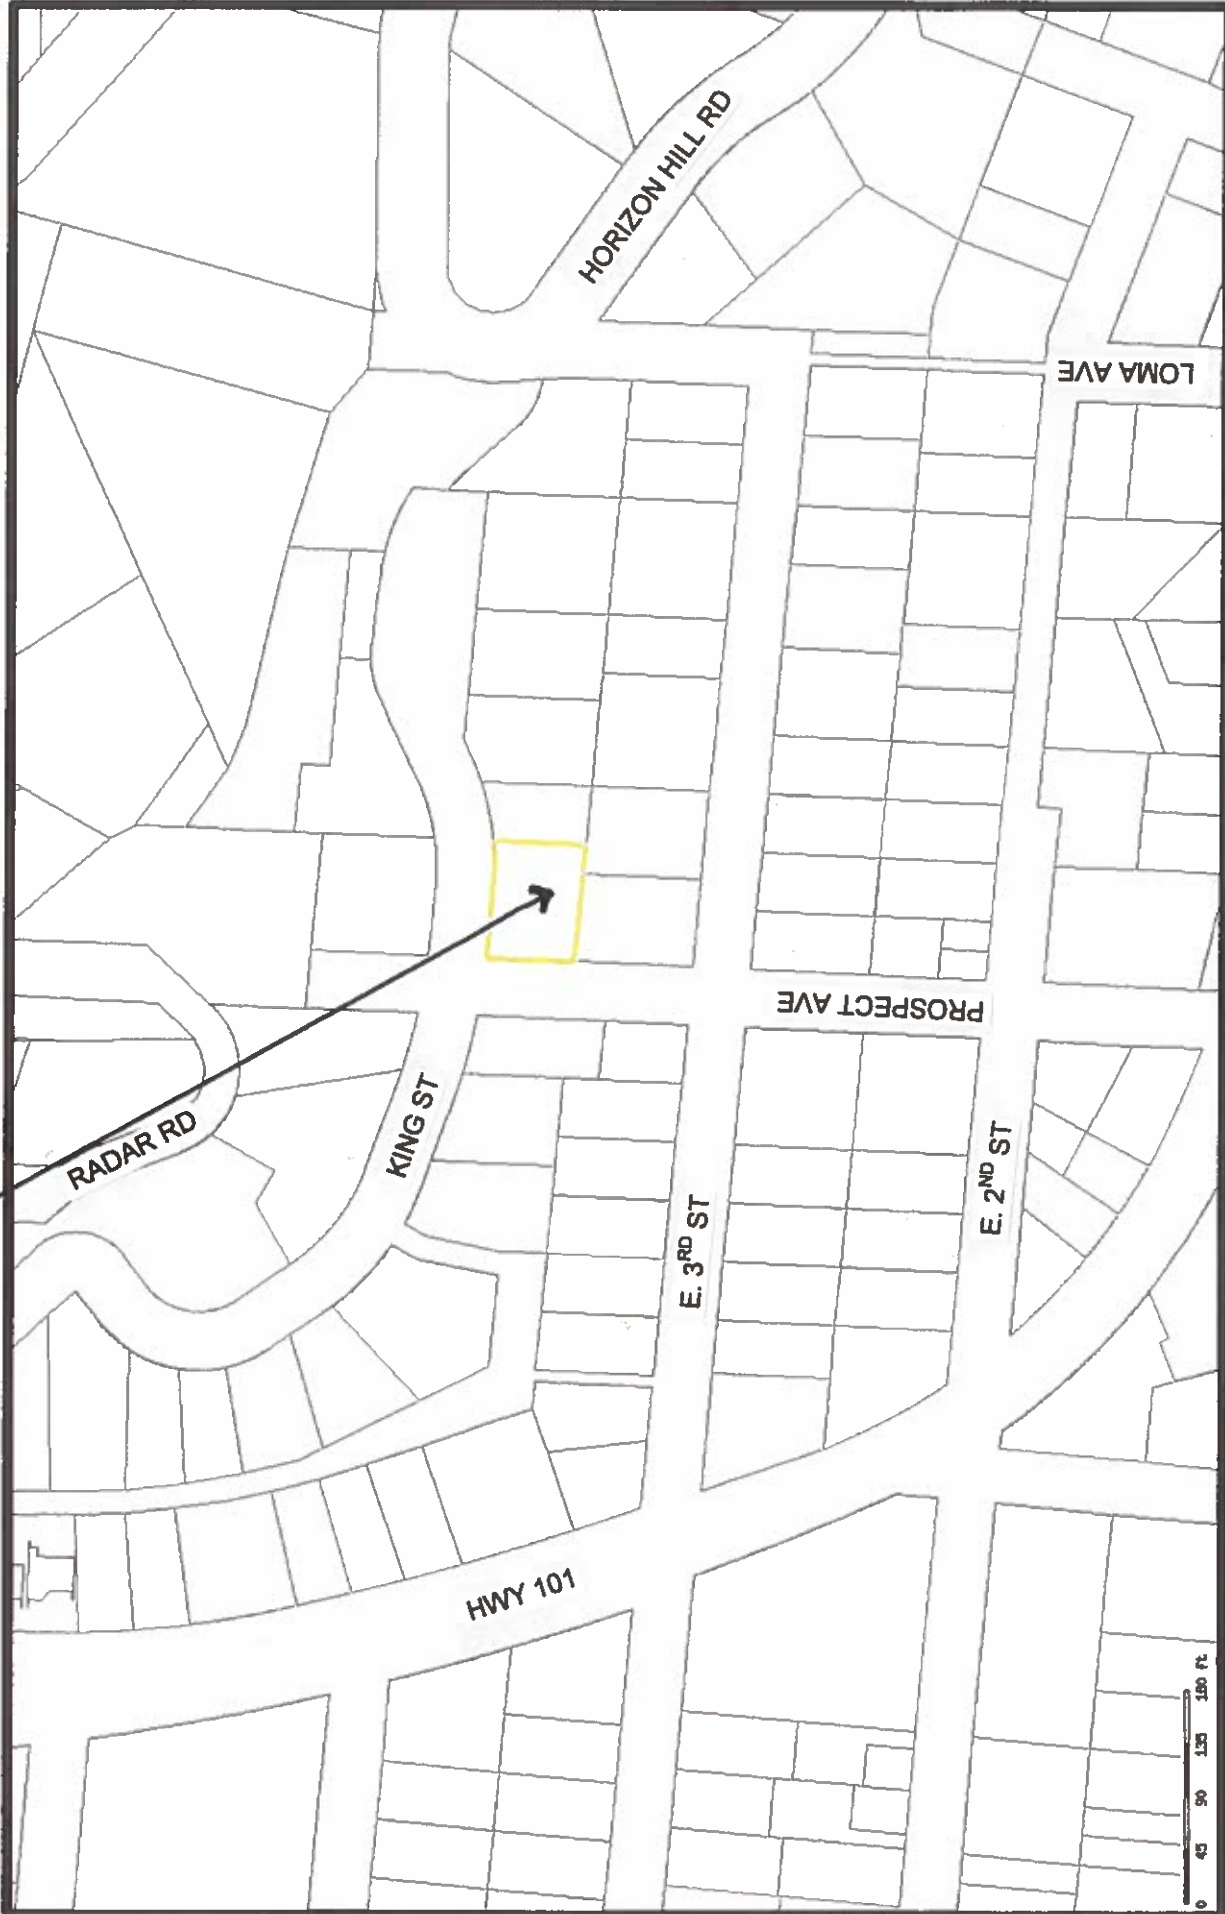 HORIZON HILL RD
LOMA AVE
RADAR RD
KING ST
PROSPECT AVE
E. 3RD ST
E. 2ND ST
HWY 101
0 45 90 135 180 ft